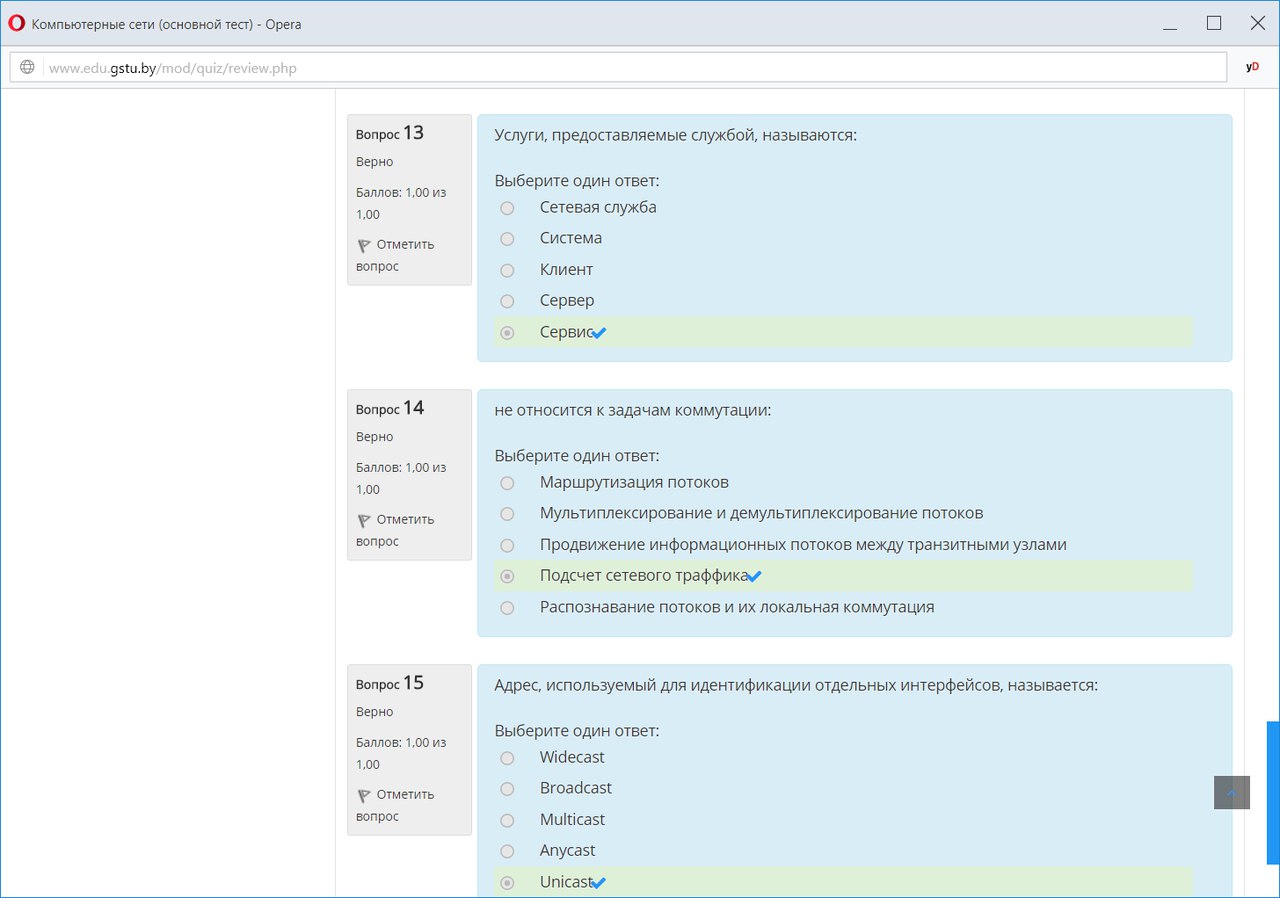 Компьютерные сети (основной тест) - Opera
www.edu.gstu.by/mod/quiz/review.php
yD
Вопрос 13
Верно
Баллов: 1,00 из
1,00
Отметить
вопрос
Услуги, предоставляемые службой, называются:
Выберите один ответ:
Сетевая служба
Система
Клиент
Сервер
Сервис
Вопрос 14
Верно
Баллов: 1,00 из
1,00
Отметить
вопрос
не относится к задачам коммутации:
Выберите один ответ:
Маршрутизация потоков
Мультиплексирование и демультиплексирование потоков
Продвижение информационных потоков между транзитными узлами
Подсчет сетевого траффика
Распознавание потоков и их локальная коммутация
Вопрос 15
Верно
Баллов: 1,00 из
1,00
Отметить
вопрос
Адрес, используемый для идентификации отдельных интерфейсов, называется:
Выберите один ответ:
Widecast
Broadcast
Multicast
Anycast
Unicast